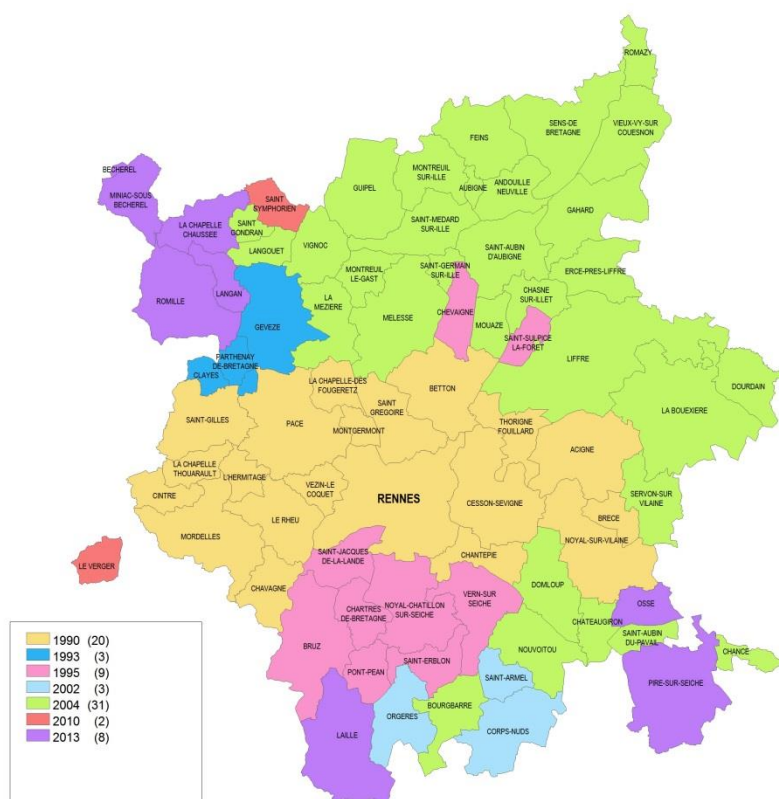 ROMAZY
SENS-DE
BRETAGNE
VIEUX-VY-SUR
COUESNON
FEINS
MONTREUIL
SUR-ILLE
BECHEREL
ANDOUILLE
NEUVILLE
AUBIGNE
GUIPEL
MINIAC-SOUS
BECHEREL
SAINT
SYMPHORIEN
GAHARD
LA CHAPELLE
CHAUSSEE
SAINT
GONDRAN
SAINT-MEDARD
SUR-ILLE
VIGNOC
LANGOUET
SAINT-AUBIN
D'AUBIGNE
SAINT-GERMAIN
SUR-ILLE
MONTREUIL
LE-GAST
ERCE-PRES-LIFFRE
CHASNE
SUR-ILLET
LANGAN
ROMILLE
LA
MEZIERE
MELESSE
CHEVAIGNE
MOUAZE
GEVEZE
SAINT-SULPICE
LA-FORET
LIFFRE
PARTHENAY
DE-BRETAGNE
CLAYES
LA CHAPELLE-DES
FOUGERETZ
BETTON
DOURDAIN
SAINT
GREGOIRE
LA BOUEXIERE
SAINT-GILLES
PACE
MONTGERMONT
THORIGNE
FOUILLARD
ACIGNE
LA CHAPELLE
THOUARAULT
L'HERMITAGE
VEZIN-LE
COQUET
SERVON-SUR
VILAINE
CINTRE
RENNES
CESSON-SEVIGNE
LE RHEU
BRECE
MORDELLES
NOYAL-SUR-VILAINE
SAINT-JACQUES
DE-LA-LANDE
CHANTEPIE
LE VERGER
CHAVAGNE
DOMLOUP
VERN-SUR
SEICHE
OSSE
CHARTRES
DE-BRETAGNE
NOYAL-CHATILLON
SUR-SEICHE
CHATEAUGIRON
SAINT-AUBIN
DU-PAVAIL
BRUZ
NOUVOITOU
CHANCE
SAINT-ERBLON
PONT-PEAN
SAINT-ARMEL
PIRE-SUR-SEICHE
BOURGBARRE
ORGERES
CORPS-NUDS
LAILLE
1990 (20)
1993 (3)
1995 (9)
2002 (3)
2004 (31)
2010 (2)
2013 (8)